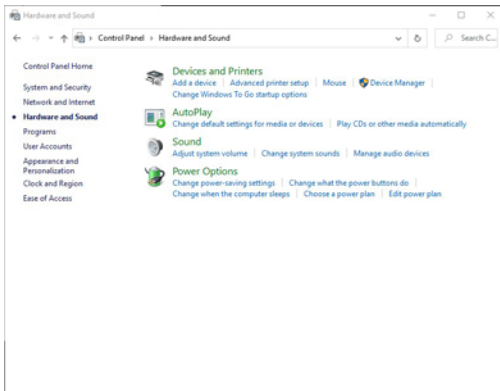 Hardware and Sound
Control Panel › Hardware and Sound
Search C...
Control Panel Home
System and Security
Network and Internet
Hardware and Sound
Programs
User Accounts
Appearance and
Personalization
Clock and Region
Ease of Access
Devices and Printers
Add a device | Advanced printer setup | Mouse | Device Manager |
Change Windows To Go startup options
AutoPlay
Change default settings for media or devices | Play CDs or other media automatically
Sound
Adjust system volume | Change system sounds | Manage audio devices
Power Options
Change power-saving settings | Change what the power buttons do |
Change when the computer sleeps | Choose a power plan | Edit power plan